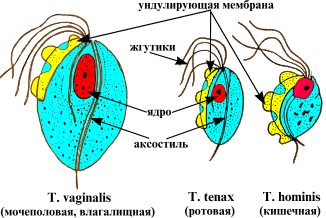 ундулирующая мембрана
жгутики
ядро
аксостиль
T. vaginalis
(мочеполовая, влагалищная)
T. tenax
(ротовая)
T. hominis
(кишечная)